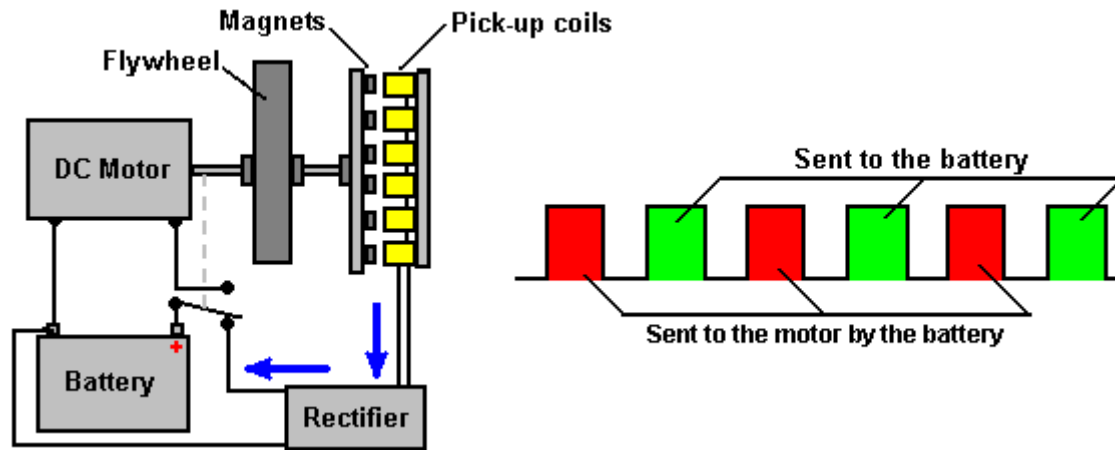 Magnets
Pick-up coils
Flywheel
DC Motor
Battery
+
Rectifier
Sent to the battery
Sent to the motor by the battery